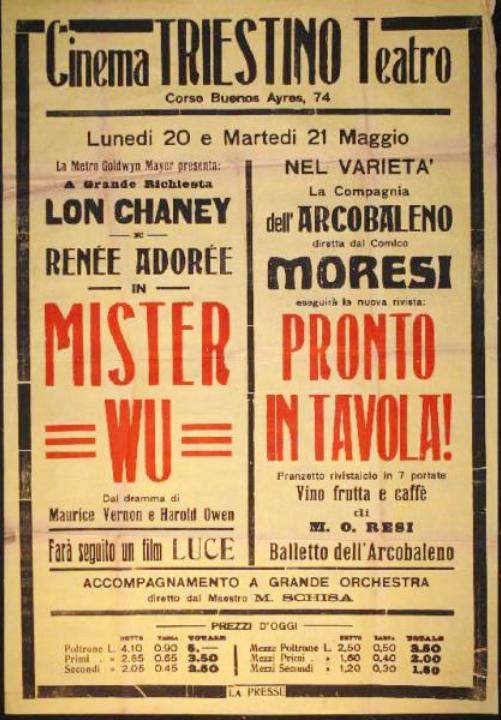 Cinema TRIESTINO Teatro
Corso Buenos Ayres, 74
Lunedi 20 e Martedi 21 Maggio
La Metro Goldwyn Mayer presenta:
A Grande Richiesta
LON CHANEY
E
RENÉE ADORÉE
IN
MISTER
WU
Dal dramma di
Maurice Vernon e Harold Owen
Farà seguito un film LUCE
NEL VARIETA'
La Compagnia
dell'ARCOBALENO
diretta dal Comico
MORESI
eseguirà la nuova rivista:
PRONTO
IN TAVOLA!
Pranzetto rivistaiolo in 7 portate
Vino frutta e caffè
di
M. O. RESI
Balletto dell'Arcobaleno
ACCOMPAGNAMENTO A GRANDE ORCHESTRA
diretto dal Maestro M. SCHISA
PREZZI D'OGGI
NETTO TASSA TOTALE
Poltrone L. 4.10 0.90 5.—
Primi . » 2.85 0.65 3.50
Secondi » 2.05 0.45 2.50
NETTO TASSA TOTALE
Mezze Poltrone L. 2,50 0,50 3.50
Mezzi Primi . » 1,60 0,40 2.00
Mezzi Secondi » 1,20 0,30 1.50
LA PRESSE